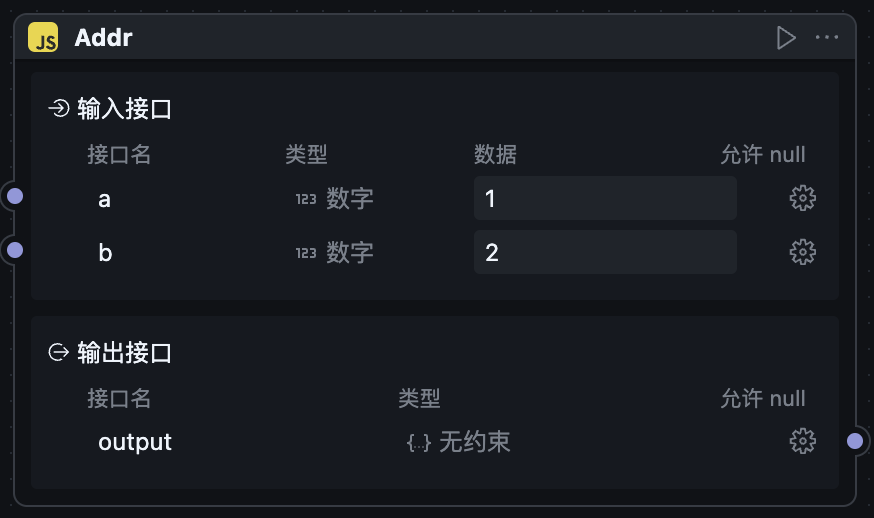 JS Addr
输入接口
接口名 类型 数据 允许 null
a 123 数字 1
b 123 数字 2
输出接口
接口名 类型 允许 null
output {...} 无约束